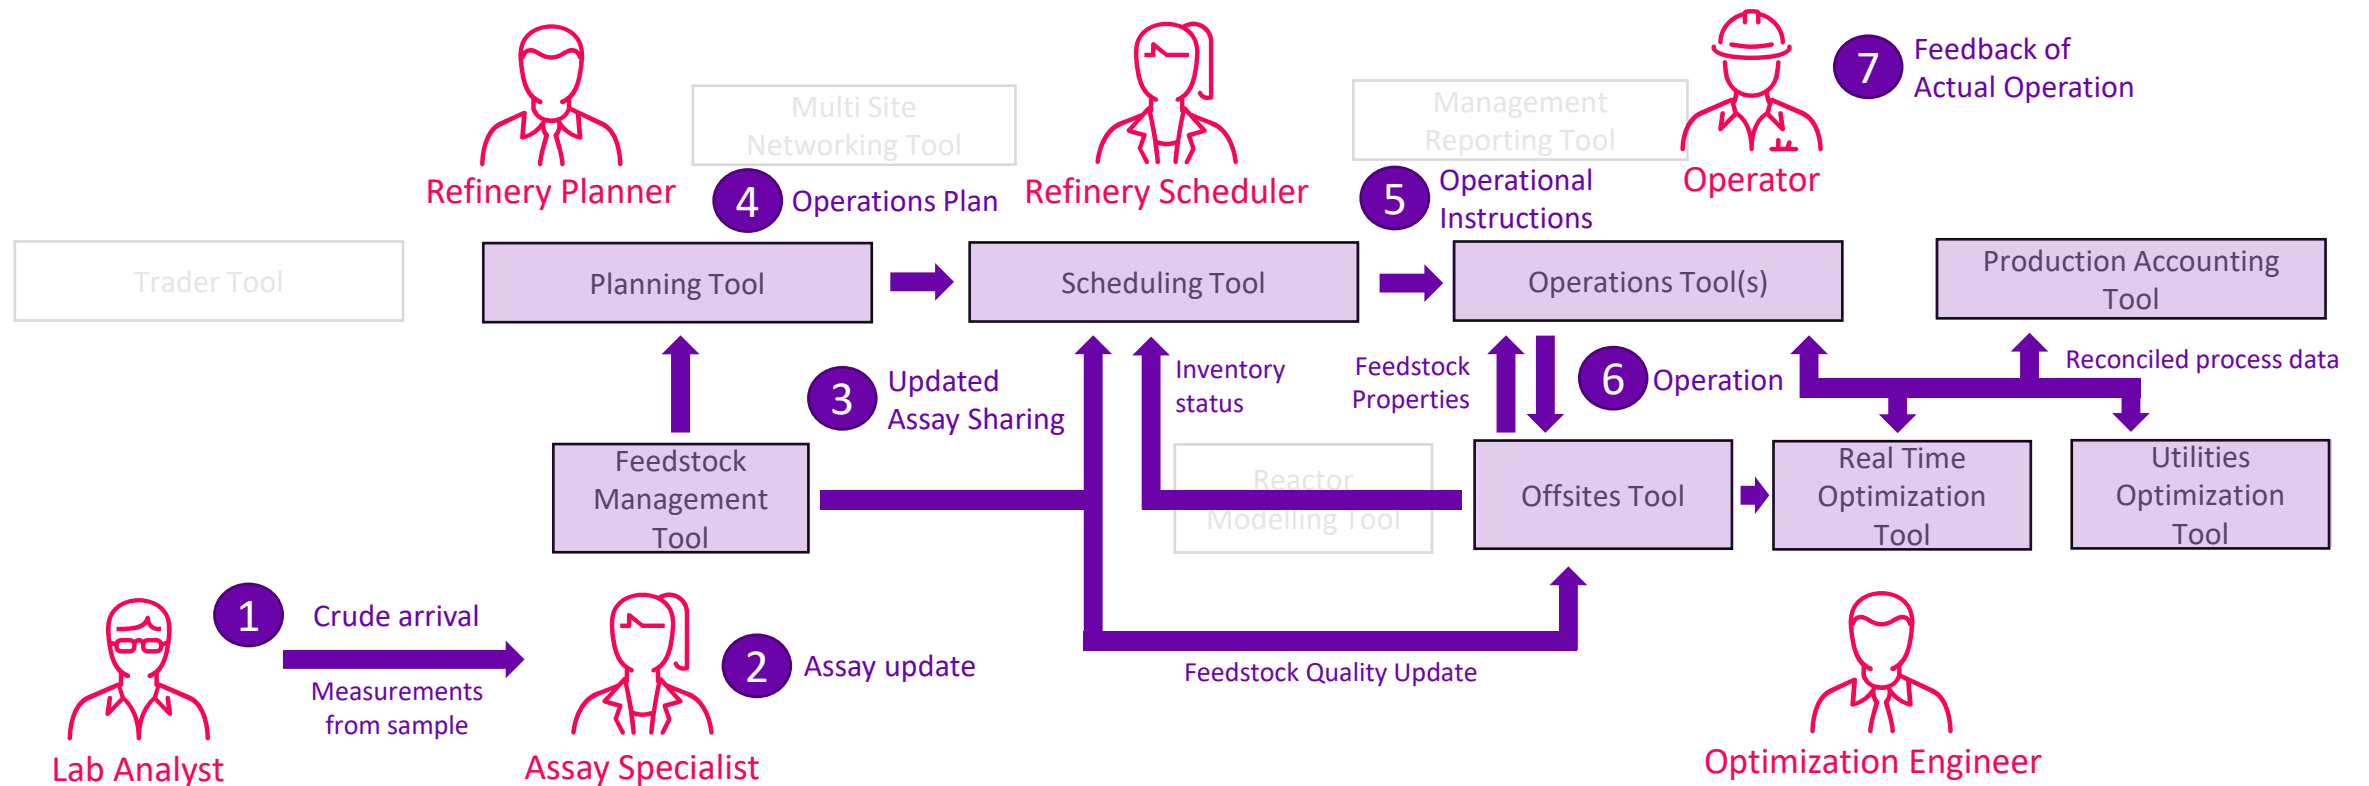 7
Feedback of
Actual Operation
Multi Site
Networking Tool
Management
Reporting Tool
Refinery Planner
4
Operations Plan
Refinery Scheduler
5
Operational
Instructions
Operator
Trader Tool
Planning Tool
Scheduling Tool
Operations Tool(s)
Production Accounting
Tool
3
Updated
Assay Sharing
Inventory
status
Feedstock
Properties
6
Operation
Reconciled process data
Feedstock
Management
Tool
Reactor
Modelling Tool
Offsites Tool
Real Time
Optimization
Tool
Utilities
Optimization
Tool
1
Crude arrival
Measurements
from sample
2
Assay update
Feedstock Quality Update
Lab Analyst
Assay Specialist
Optimization Engineer